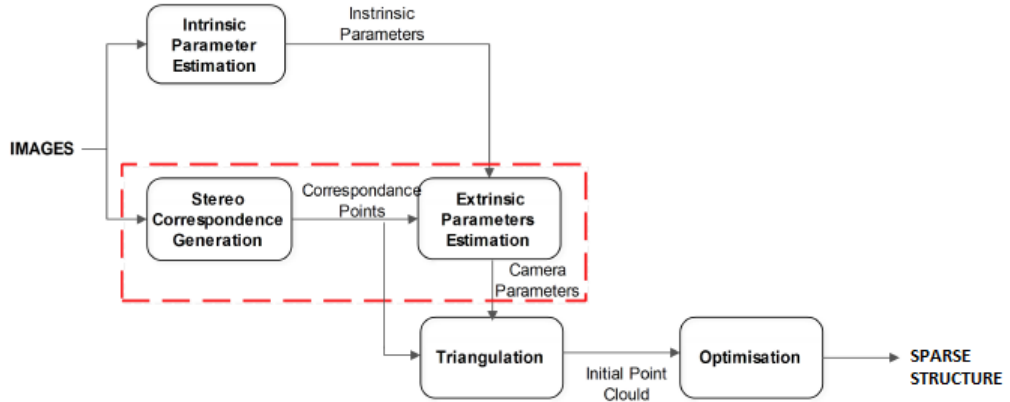 Intrinsic
Parameter
Estimation
Instrinsic
Parameters
IMAGES
Stereo
Correspondence
Generation
Correspondance
Points
Extrinsic
Parameters
Estimation
Camera
Parameters
Triangulation
Initial Point
Clould
Optimisation
SPARSE
STRUCTURE